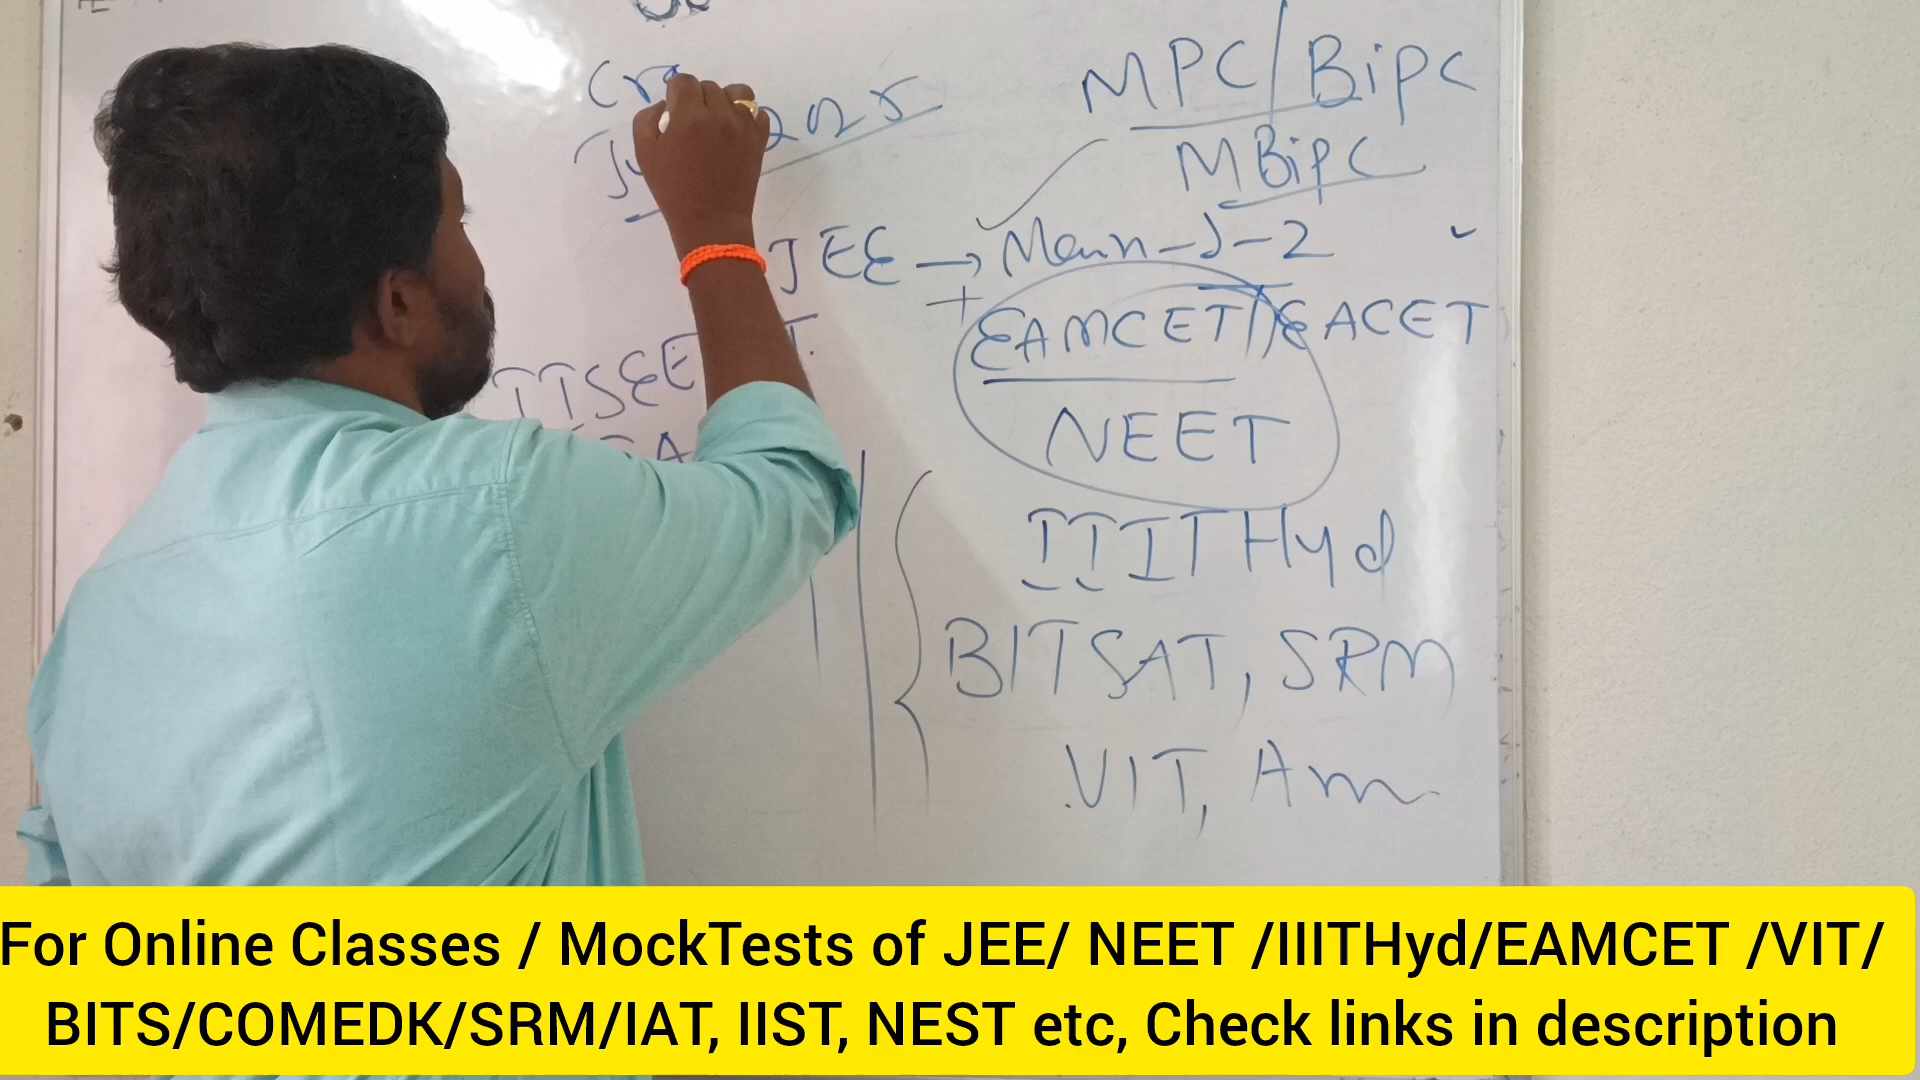 MPC/Bipc
MBipc
JEE → Main-J-2
+
EAMCET/EACET
NEET
IIIT Hyd
BITSAT, SRM
VIT, Am
For Online Classes / MockTests of JEE/ NEET /IIITHyd/EAMCET /VIT/
BITS/COMEDK/SRM/IAT, IIST, NEST etc, Check links in description